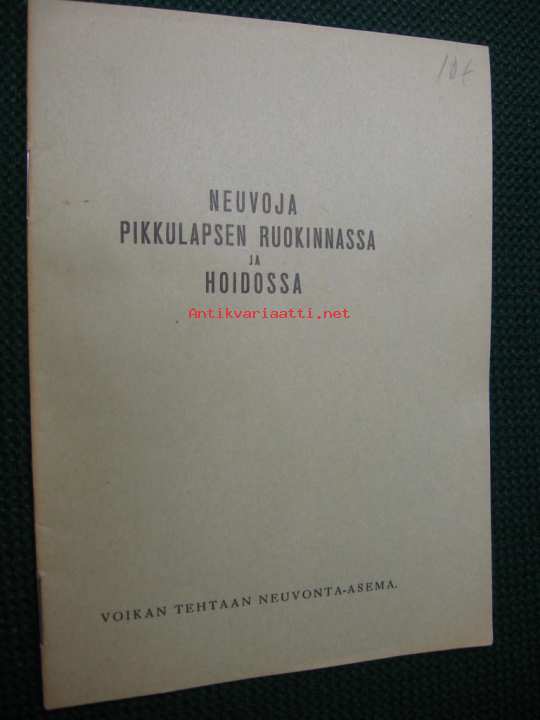 NEUVOJA
PIKKULAPSEN RUOKINNASSA
JA
HOIDOSSA
Antikvariaatti.net
VOIKAN TEHTAAN NEUVONTA-ASEMA.